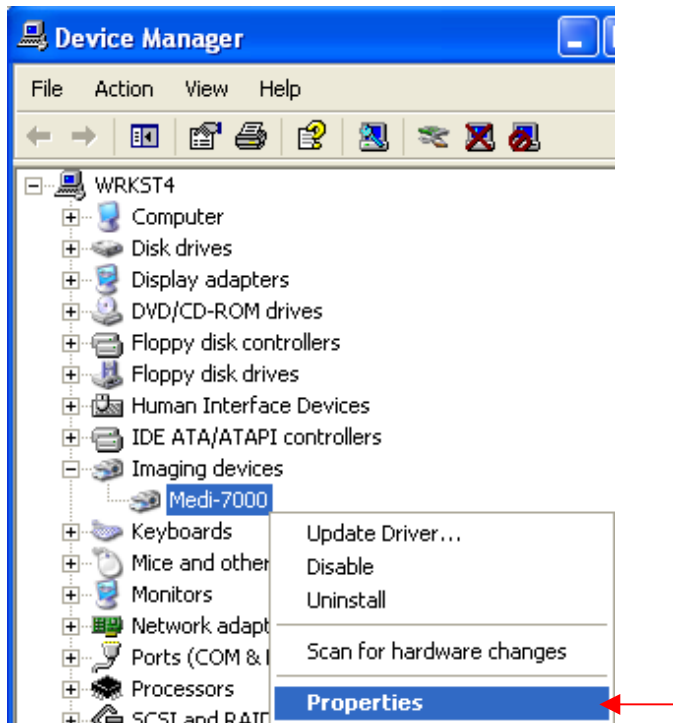 Device Manager
File Action View Help
WRKST4
Computer
Disk drives
Display adapters
DVD/CD-ROM drives
Floppy disk controllers
Floppy disk drives
Human Interface Devices
IDE ATA/ATAPI controllers
Imaging devices
Medi-7000
Keyboards
Mice and other
Monitors
Network adapt
Ports (COM &
Processors
SCSI and RAID
Update Driver...
Disable
Uninstall
Scan for hardware changes
Properties